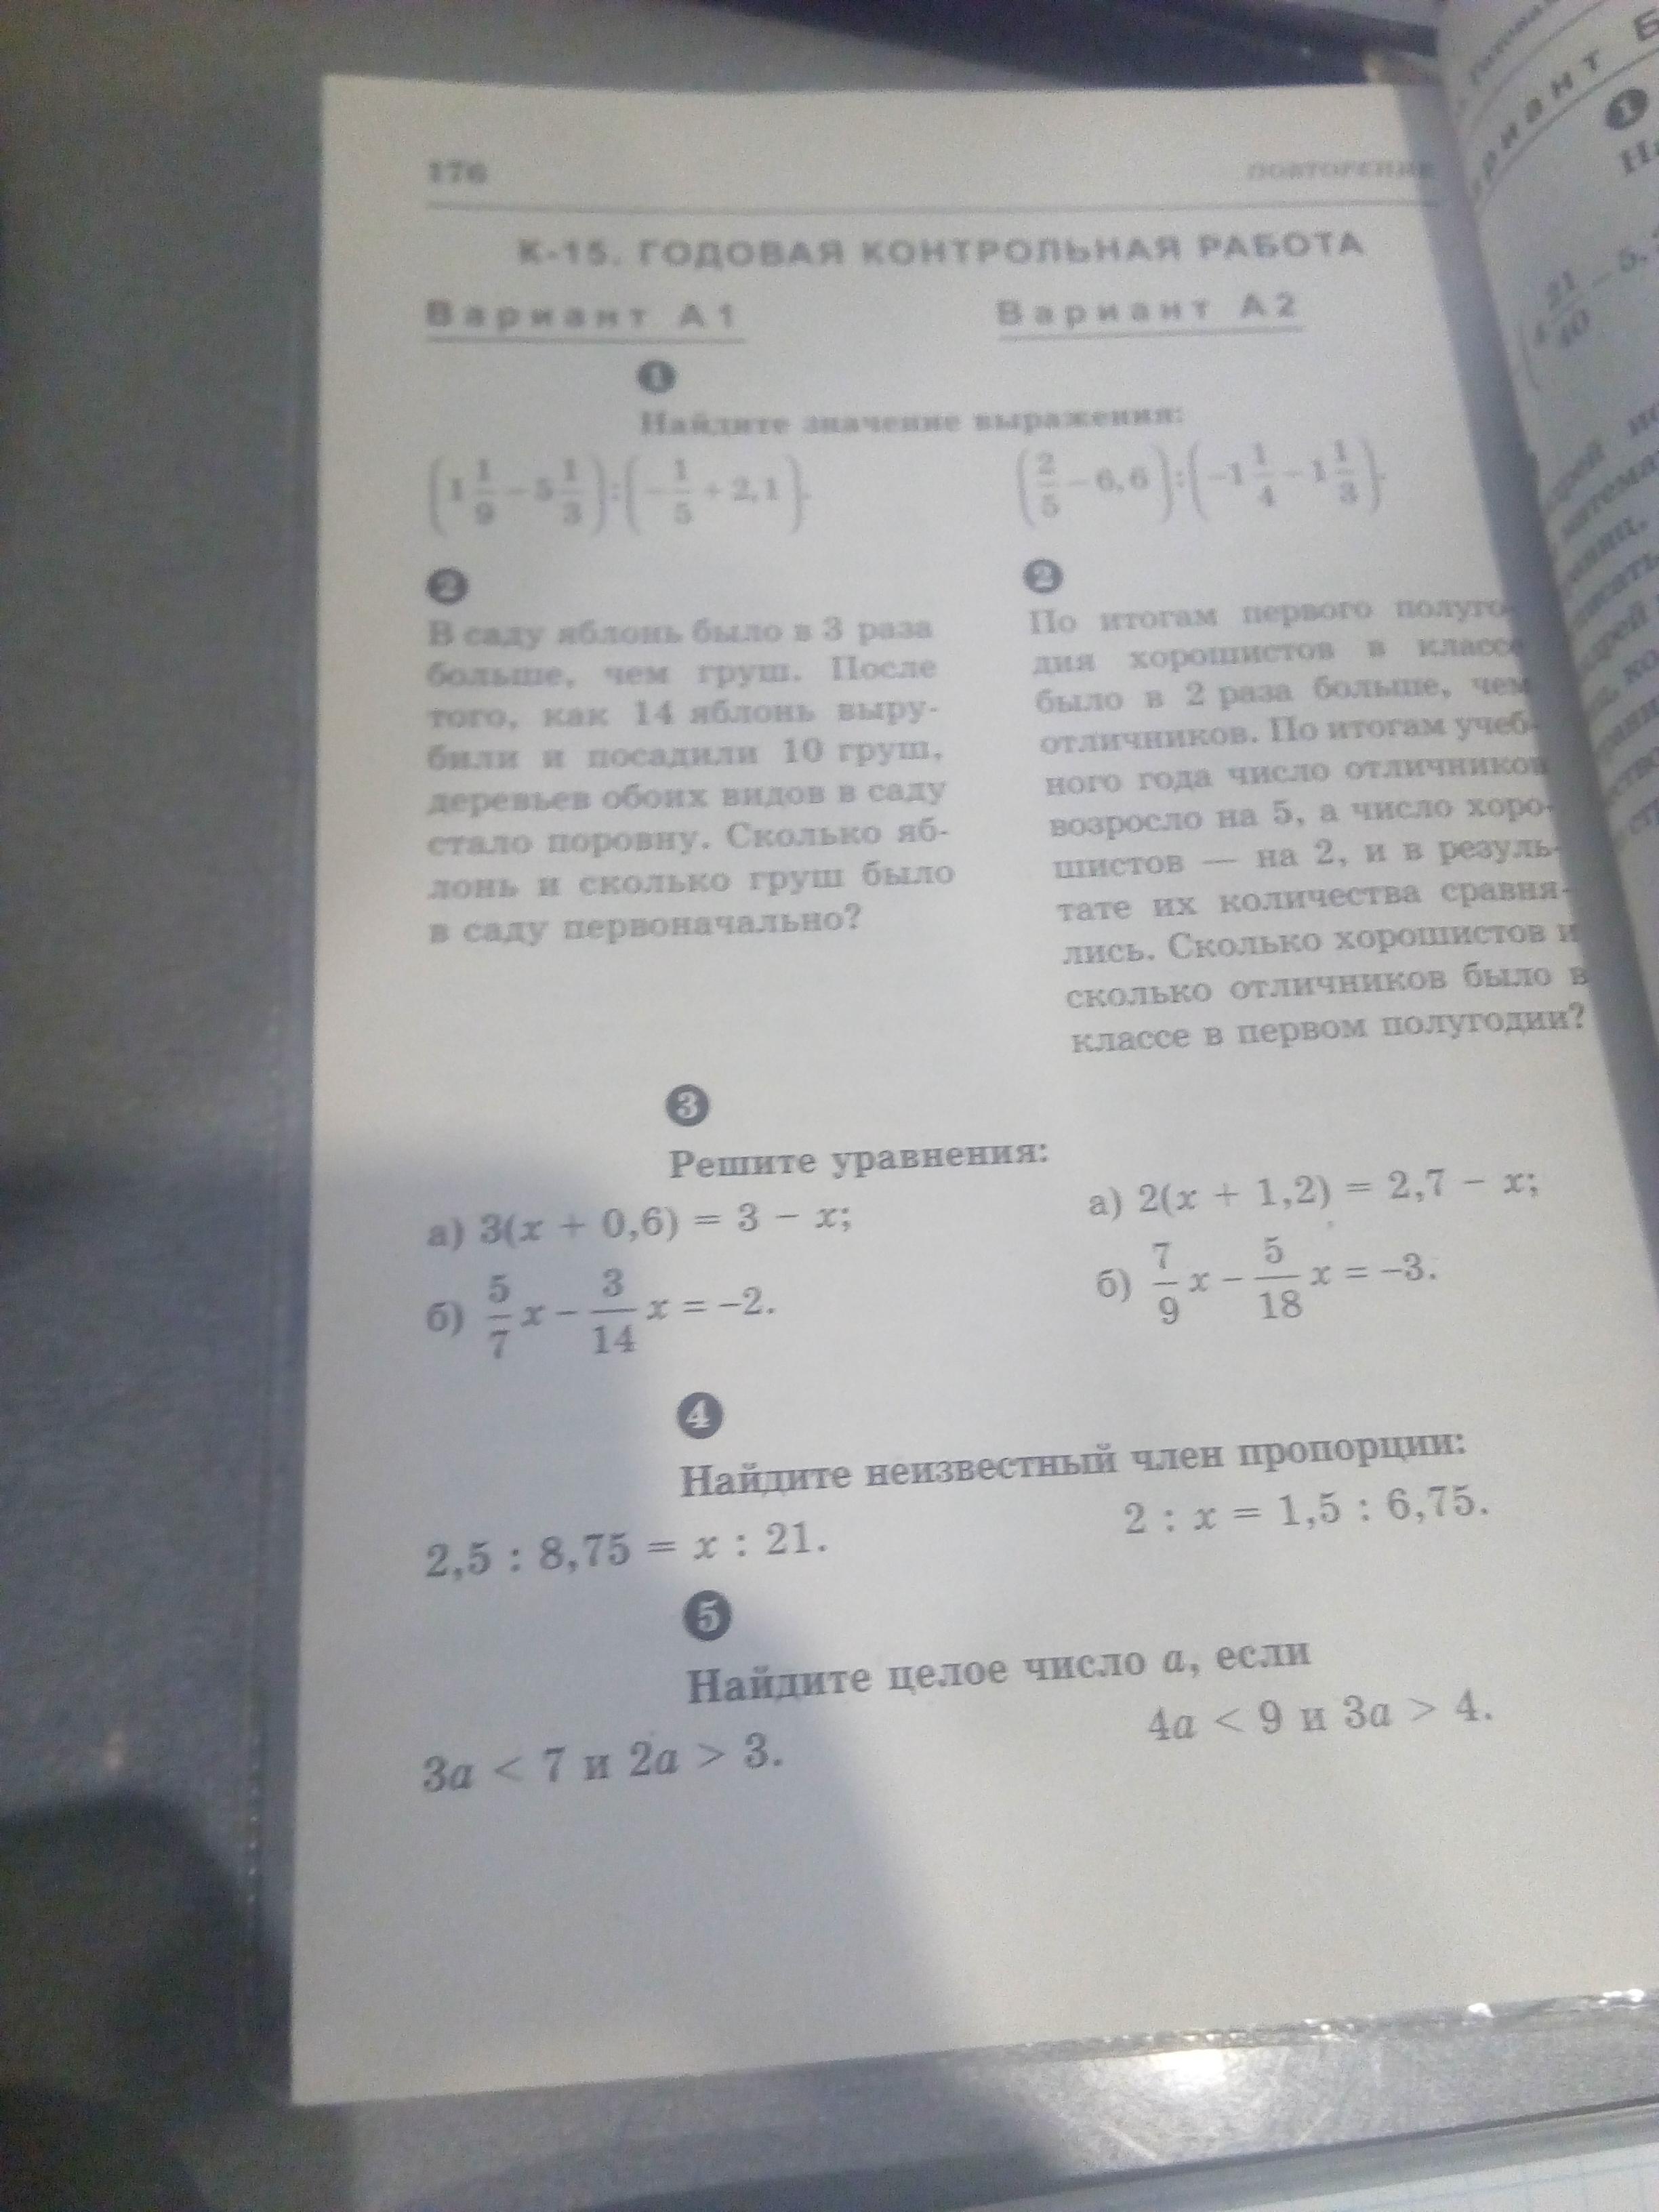 176 ПОВТОРЕНИЕ
К-15. ГОДОВАЯ КОНТРОЛЬНАЯ РАБОТА
Вариант А1
Вариант А2
1
Найдите значение выражения:
(1 1/9 − 5 1/3) : (−1/5 + 2,1).
(2/5 − 6,6) : (−1 1/4 − 1 1/3).
2
В саду яблонь было в 3 раза
больше, чем груш. После
того, как 14 яблонь выру-
били и посадили 10 груш,
деревьев обоих видов в саду
стало поровну. Сколько яб-
лонь и сколько груш было
в саду первоначально?
2
По итогам первого полуго-
дия хорошистов в классе
было в 2 раза больше, чем
отличников. По итогам учеб-
ного года число отличников
возросло на 5, а число хоро-
шистов — на 2, и в резуль-
тате их количества сравня-
лись. Сколько хорошистов и
сколько отличников было в
классе в первом полугодии?
3
Решите уравнения:
а) 3(x + 0,6) = 3 − x;
б) 5/7 x − 3/14 x = −2.
а) 2(x + 1,2) = 2,7 − x;
б) 7/9 x − 5/18 x = −3.
4
Найдите неизвестный член пропорции:
2,5 : 8,75 = x : 21.
2 : x = 1,5 : 6,75.
5
Найдите целое число a, если
3a < 7 и 2a > 3.
4a < 9 и 3a > 4.
1